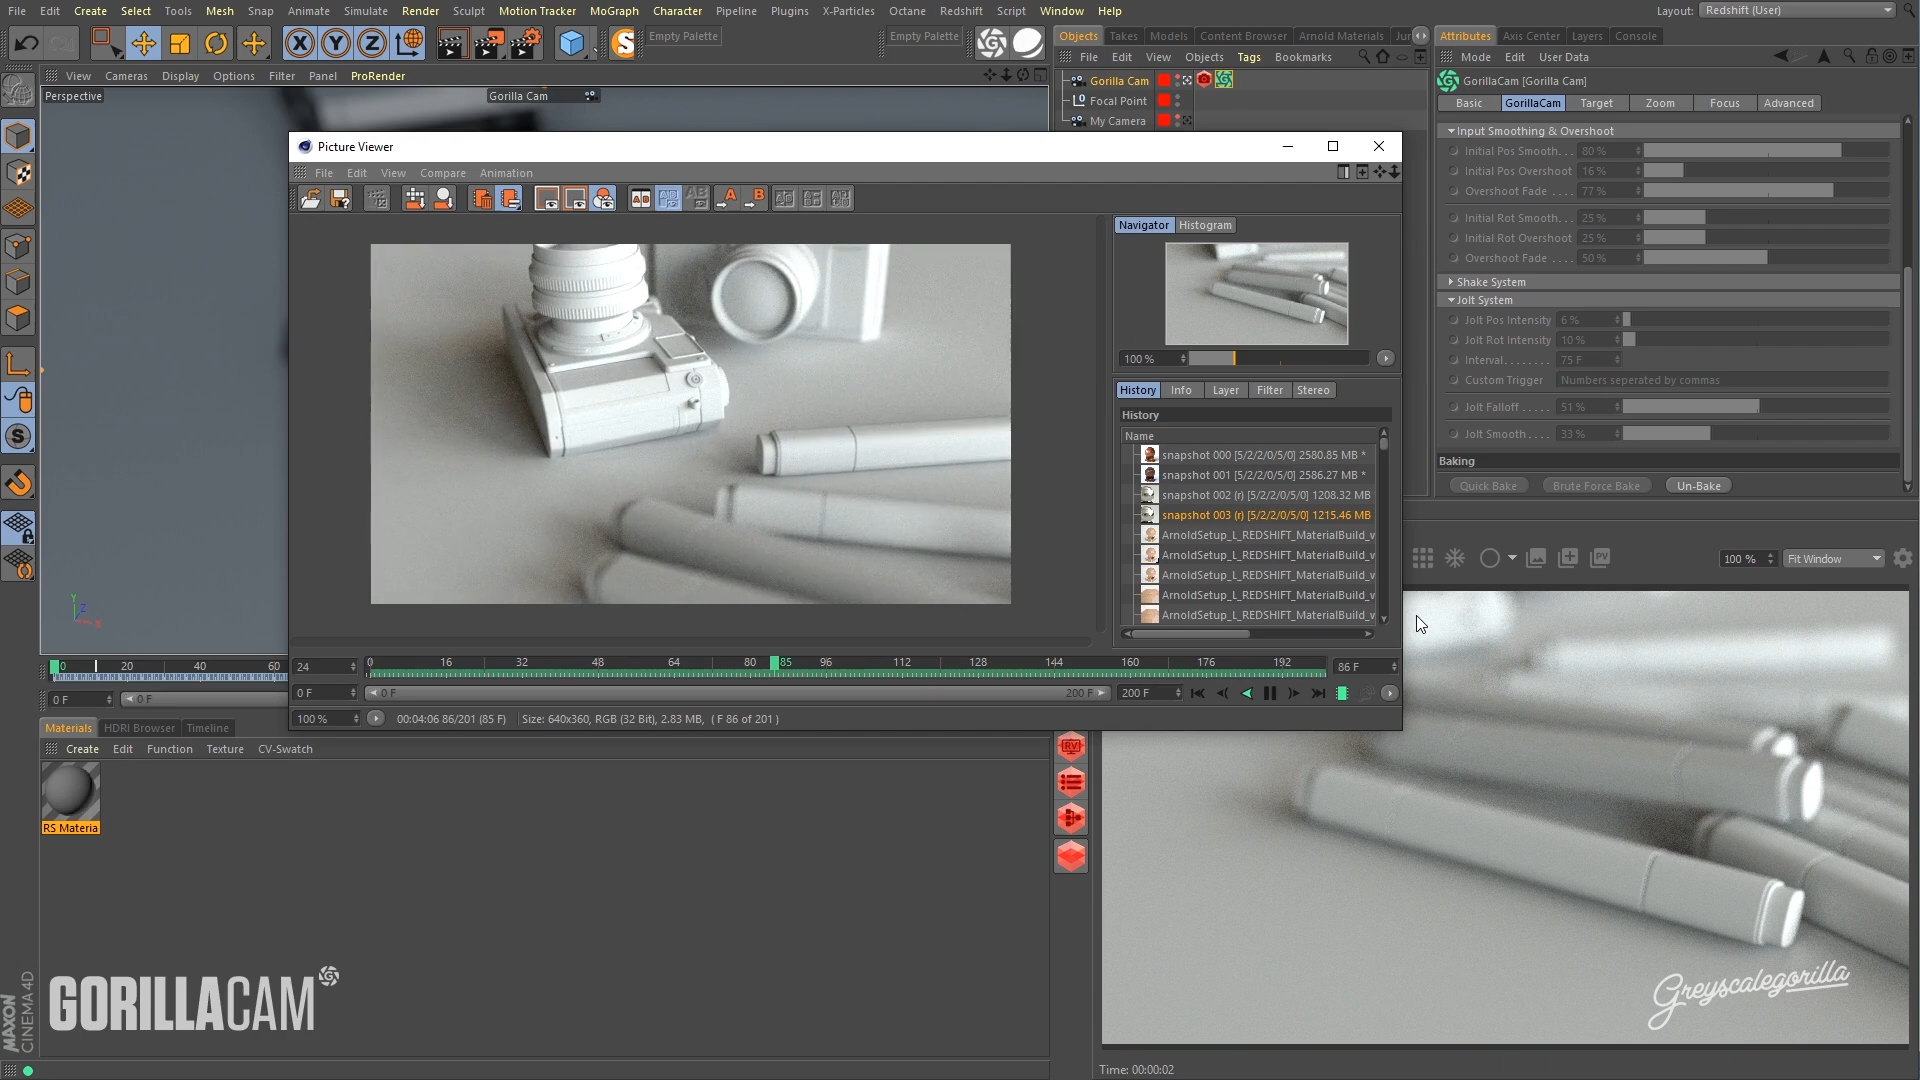 File Edit Create Select Tools Mesh Snap Animate Simulate Render Sculpt Motion Tracker MoGraph Character Pipeline Plugins X-Particles Octane Redshift Script Window Help
Layout: Redshift (User)
X Y Z S Empty Palette Empty Palette
Objects Takes Models Content Browser Arnold Materials Attributes Axis Center Layers Console
File Edit View Objects Tags Bookmarks
Mode Edit User Data
View Cameras Display Options Filter Panel ProRender
Perspective
Gorilla Cam
Gorilla Cam
Focal Point
My Camera
GorillaCam [Gorilla Cam]
Basic GorillaCam Target Zoom Focus Advanced
Input Smoothing & Overshoot
Initial Pos Smooth... 80 %
Initial Pos Overshoot 16 %
Overshoot Fade .... 77 %
Initial Rot Smooth... 25 %
Initial Rot Overshoot 25 %
Overshoot Fade .... 50 %
Shake System
Jolt System
Jolt Pos Intensity 6 %
Jolt Rot Intensity 10 %
Interval........ 75 F
Custom Trigger Numbers seperated by commas
Jolt Falloff ..... 51 %
Jolt Smooth.... 33 %
Baking
Quick Bake Brute Force Bake Un-Bake
Picture Viewer
File Edit View Compare Animation
AB A B
Navigator Histogram
100 %
History Info Layer Filter Stereo
History
Name
snapshot 000 [5/2/2/0/5/0] 2580.85 MB *
snapshot 001 [5/2/2/0/5/0] 2586.27 MB *
snapshot 002 (r) [5/2/2/0/5/0] 1208.32 MB
snapshot 003 (r) [5/2/2/0/5/0] 1215.46 MB
ArnoldSetup_L_REDSHIFT_MaterialBuild_v
ArnoldSetup_L_REDSHIFT_MaterialBuild_v
ArnoldSetup_L_REDSHIFT_MaterialBuild_v
ArnoldSetup_L_REDSHIFT_MaterialBuild_v
ArnoldSetup_L_REDSHIFT_MaterialBuild_v
24 0 16 32 48 64 80 85 96 112 128 144 160 176 192 86 F
0 F 0 F 200 F 200 F
100 % 00:04:06 86/201 (85 F) Size: 640x360, RGB (32 Bit), 2.83 MB, ( F 86 of 201 )
PV 100 % Fit Window
Y Z X
0 20 40 60
0 F 0 F
Materials HDRI Browser Timeline
Create Edit Function Texture CV-Swatch
RS Materia
RV
GORILLACAM
MAXON
CINEMA 4D
Greyscalegorilla
Time: 00:00:02